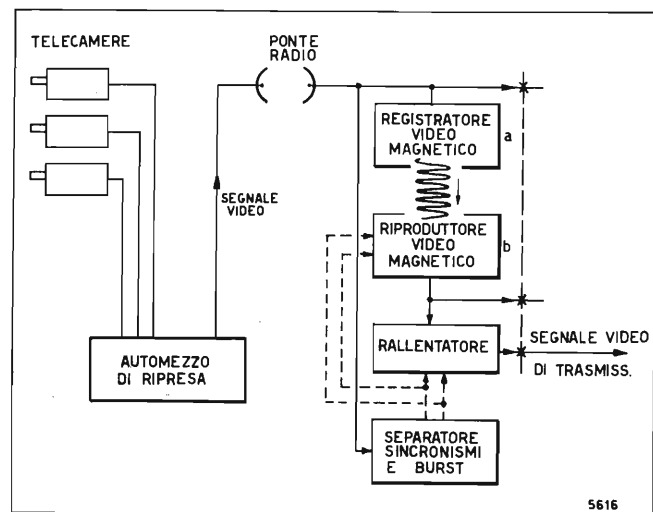 TELECAMERE
PONTE
RADIO
REGISTRATORE
VIDEO
MAGNETICO
a
SEGNALE
VIDEO
RIPRODUTTORE
VIDEO
MAGNETICO
b
AUTOMEZZO
DI RIPRESA
RALLENTATORE
SEGNALE VIDEO
DI TRASMISS.
SEPARATORE
SINCRONISMI
E BURST
5616